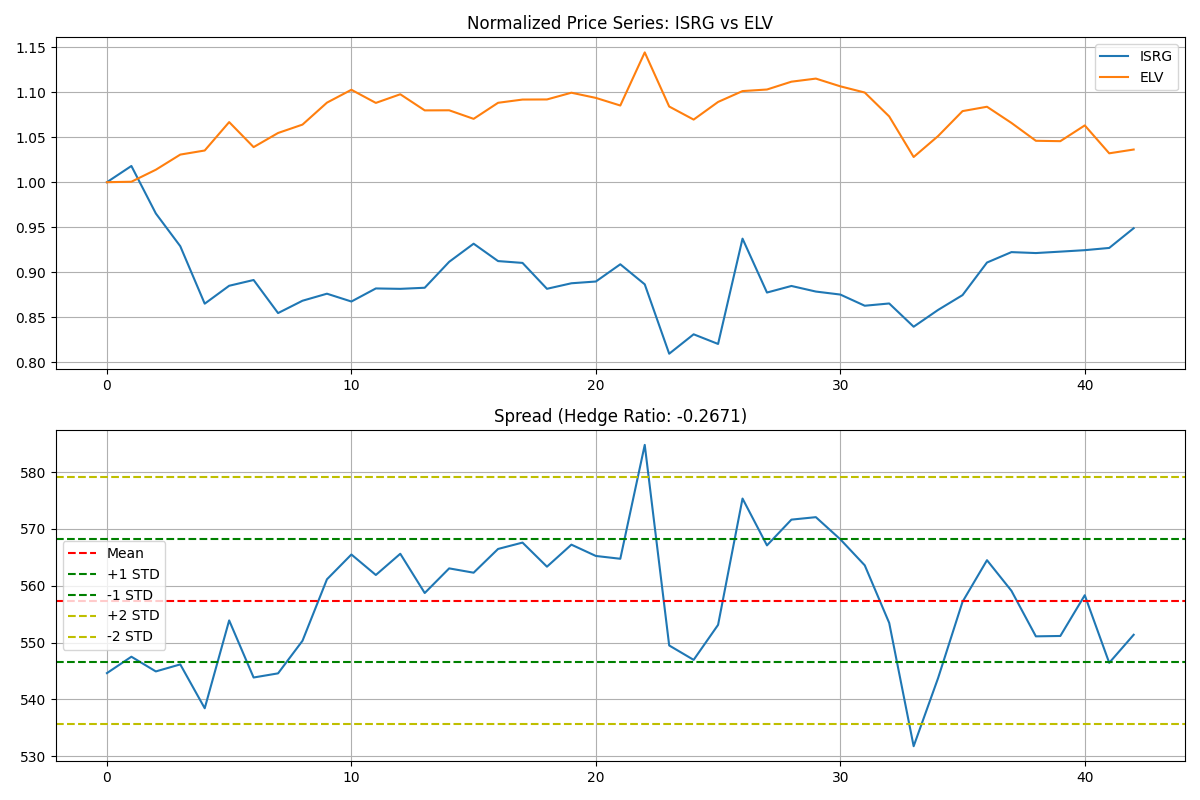 Normalized Price Series: ISRG vs ELV
1.15
1.10
1.05
1.00
0.95
0.90
0.85
0.80
ISRG
ELV
0 10 20 30 40
Spread (Hedge Ratio: -0.2671)
580
570
560
550
540
530
Mean
+1 STD
-1 STD
+2 STD
-2 STD
0 10 20 30 40